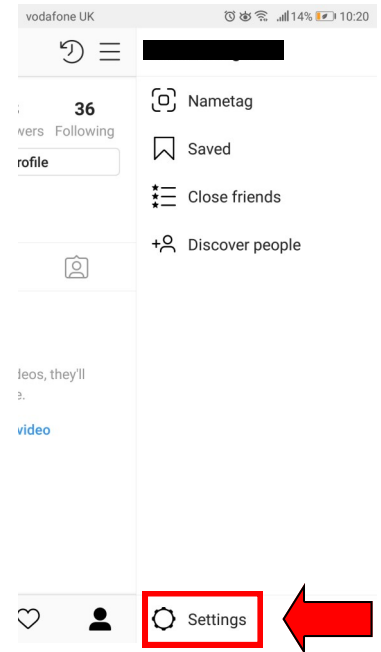 vodafone UK
14%
10:20
36
wers Following
rofile
Nametag
Saved
Close friends
Discover people
deos, they'll
e.
video
Settings